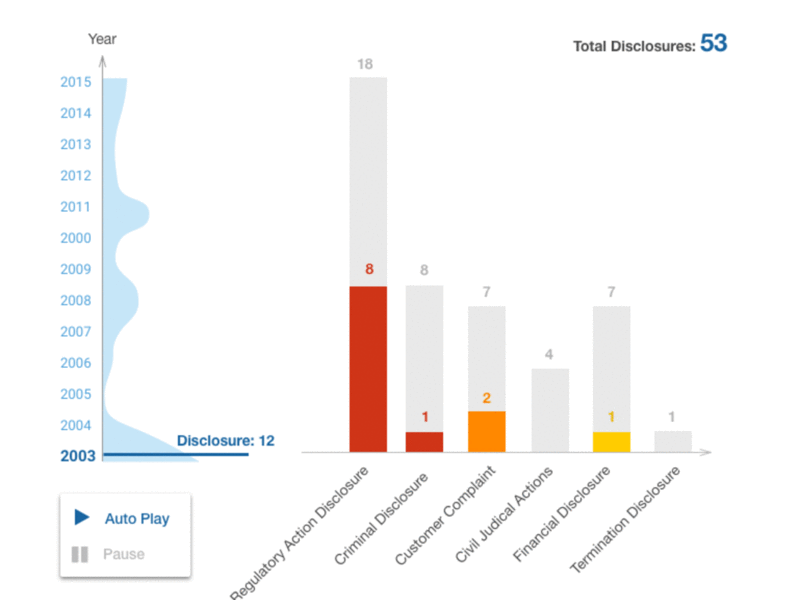 Year
Total Disclosures: 53
2015
2014
2013
2012
2011
2000
2009
2008
2007
2006
2005
2004
2003
Disclosure: 12
18
8
8
1
7
2
4
7
1
1
Regulatory Action Disclosure
Criminal Disclosure
Customer Complaint
Civil Judical Actions
Financial Disclosure
Termination Disclosure
Auto Play
Pause